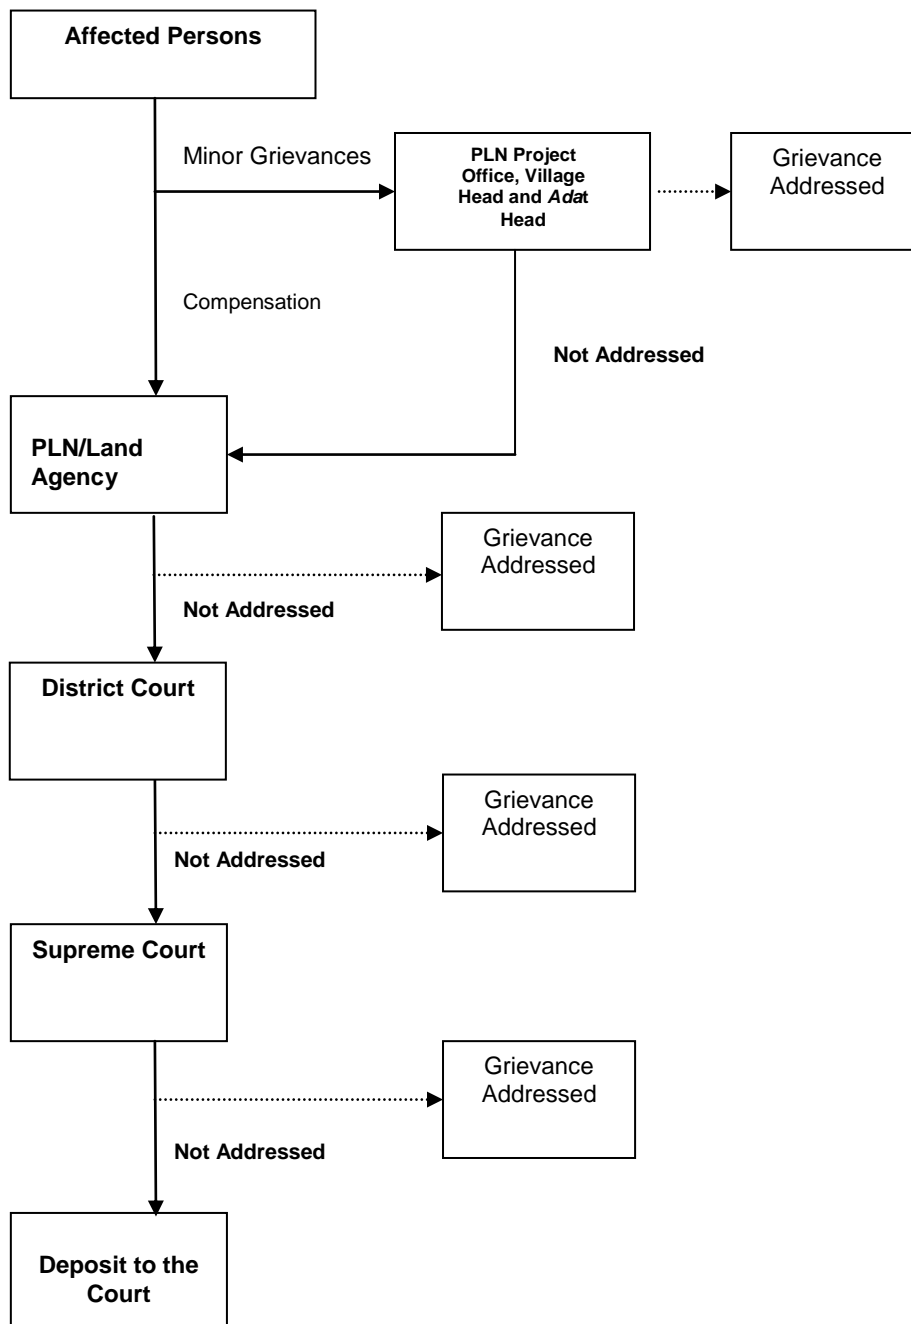 Affected Persons
Minor Grievances
PLN Project
Office, Village
Head and Adat
Head
Grievance
Addressed
Compensation
Not Addressed
PLN/Land
Agency
Grievance
Addressed
Not Addressed
District Court
Grievance
Addressed
Not Addressed
Supreme Court
Grievance
Addressed
Not Addressed
Deposit to the
Court